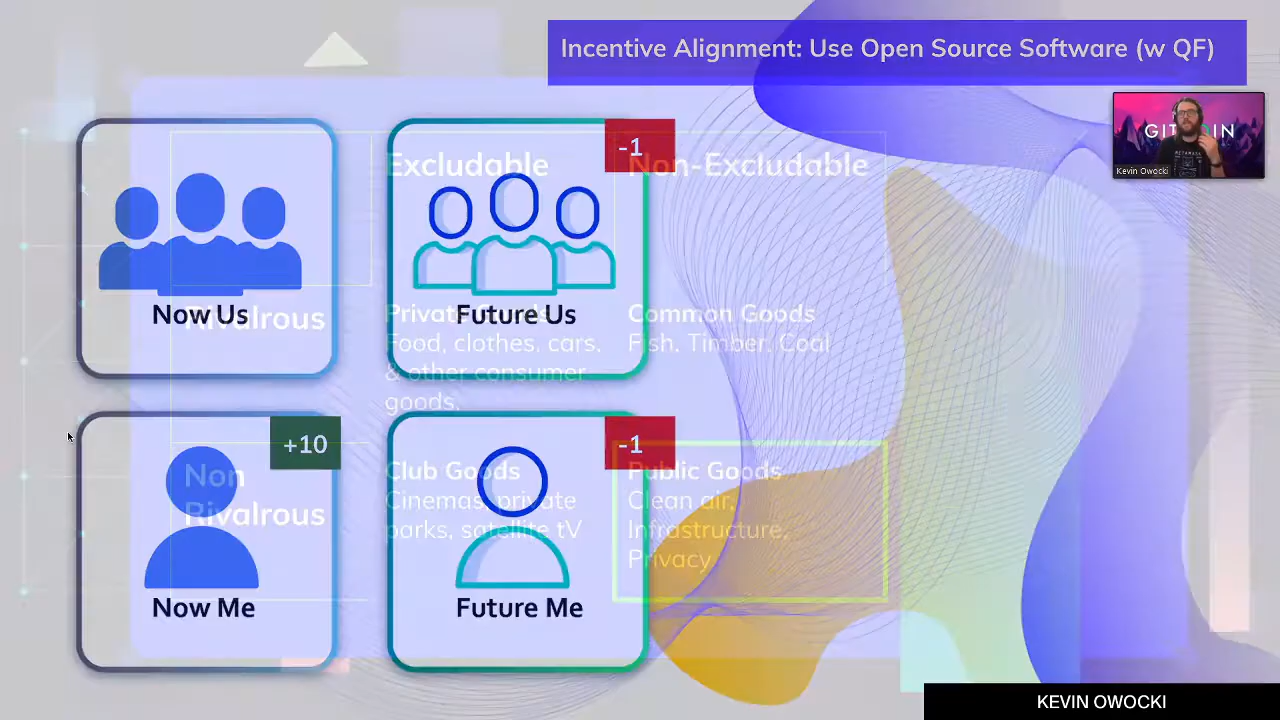 Incentive Alignment: Use Open Source Software (w QF)
GITCOIN
Kevin Owocki
Excludable
-1
Non-Excludable
Now Us
Future Us
Rivalrous
Private Goods
Food, clothes, cars,
& other consumer
goods.
Common Goods
Fish, Timber, Coal
+10
-1
Non
Rivalrous
Club Goods
Cinemas, private
parks, satellite tV
Public Goods
Clean air,
Infrastructure,
Privacy
Now Me
Future Me
KEVIN OWOCKI